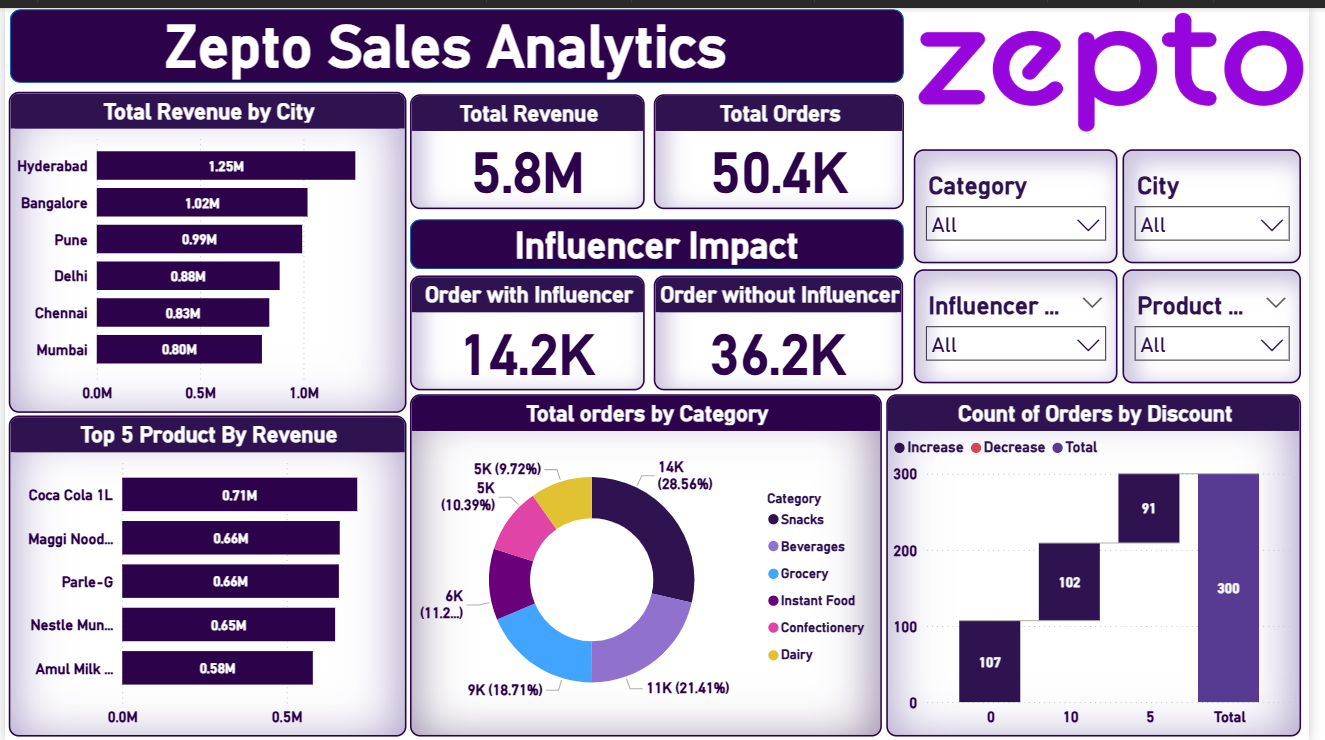 Zepto Sales Analytics
zepto
Total Revenue by City
Hyderabad 1.25M
Bangalore 1.02M
Pune 0.99M
Delhi 0.88M
Chennai 0.83M
Mumbai 0.80M
0.0M 0.5M 1.0M
Total Revenue
5.8M
Total Orders
50.4K
Influencer Impact
Order with Influencer
14.2K
Order without Influencer
36.2K
Category
All
City
All
Influencer ...
All
Product ...
All
Top 5 Product By Revenue
Coca Cola 1L 0.71M
Maggi Nood... 0.66M
Parle-G 0.66M
Nestle Mun... 0.65M
Amul Milk ... 0.58M
0.0M 0.5M
Total orders by Category
14K
(28.56%)
11K (21.41%)
9K (18.71%)
6K
(11.2...)
5K
(10.39%)
5K (9.72%)
Category
Snacks
Beverages
Grocery
Instant Food
Confectionery
Dairy
Count of Orders by Discount
Increase Decrease Total
300
200
100
0
107
102
91
300
0 10 5 Total